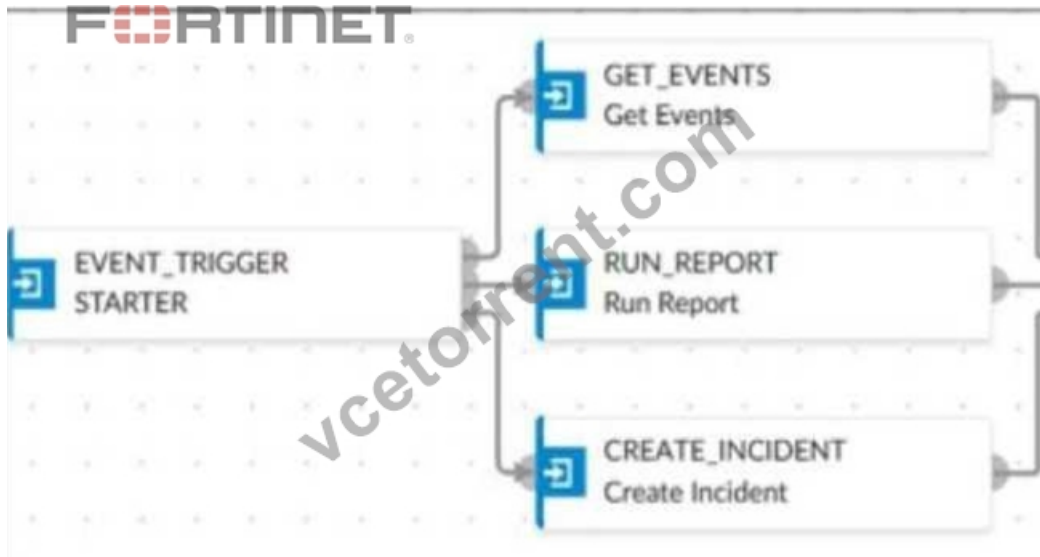 FORTINET®
GET_EVENTS
Get Events
EVENT_TRIGGER
STARTER
RUN_REPORT
Run Report
CREATE_INCIDENT
Create Incident
vcetorrent.com